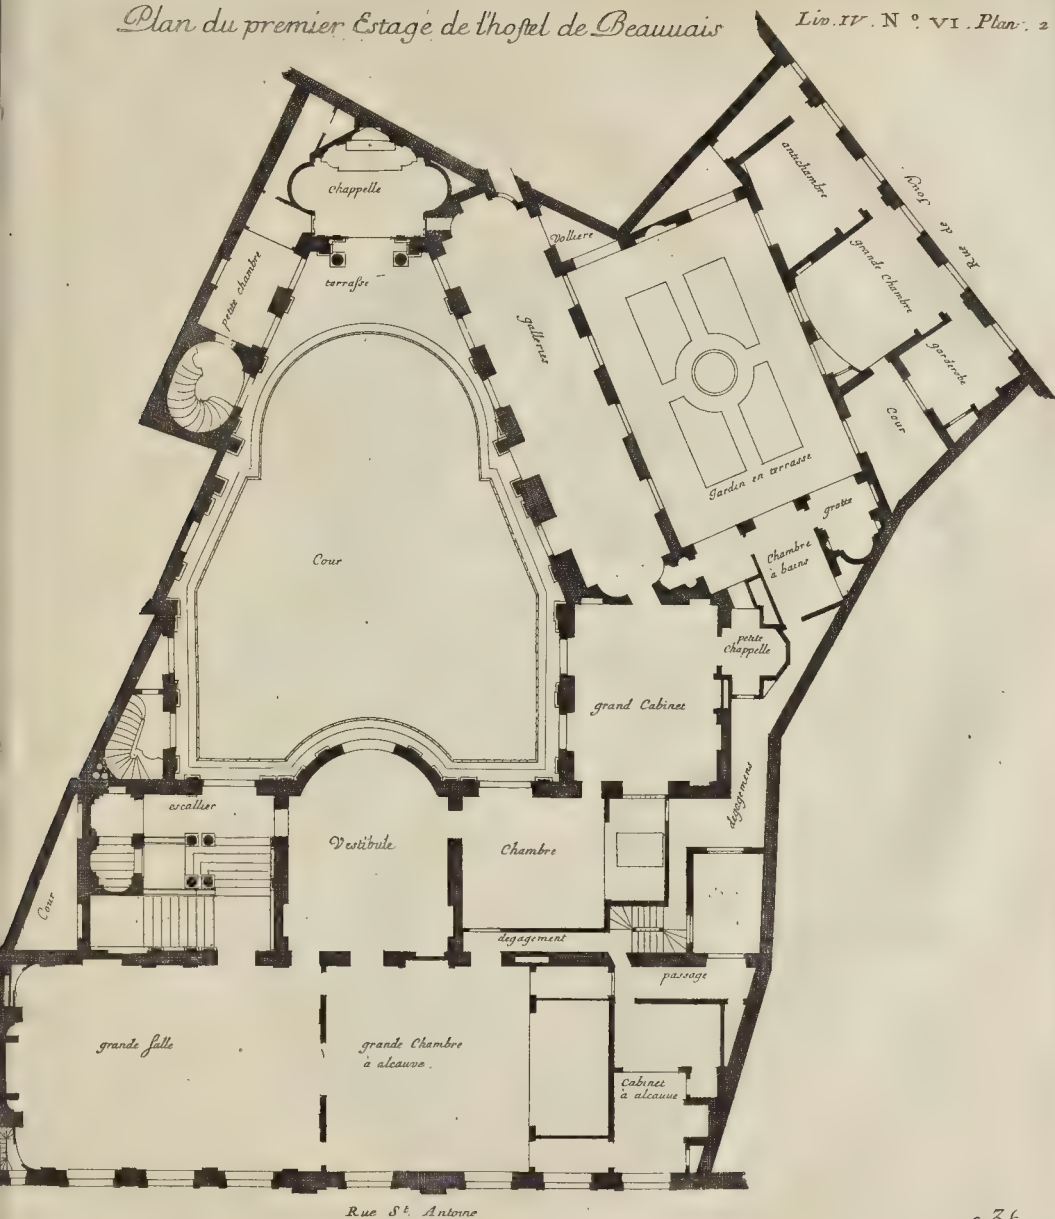 Plan du premier Estage de l'hostel de Beauuais
Liv. IV. N.º VI. Plan. 2
Chappelle
terrasse
petite chambre
Volliere
galleries
antichambre
Rue de Jouy
grande Chambre
garderobe
Cour
Jardin en terrasse
grotte
Chambre
à bains
Cour
petite
Chappelle
grand Cabinet
degagemens
escallier
Vestibule
Chambre
Cour
degagement
passage
grande Salle
grande Chambre
à alcauve.
Cabinet
à alcauue
Rue St. Antoine